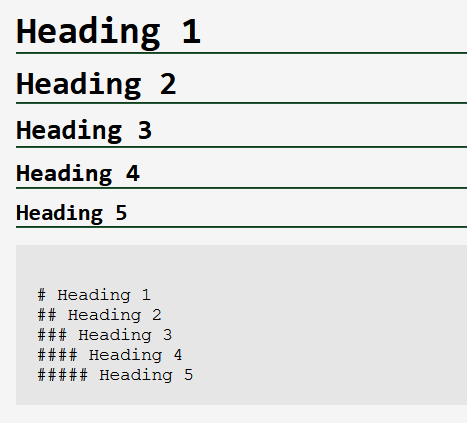 Heading 1
Heading 2
Heading 3
Heading 4
Heading 5
# Heading 1
## Heading 2
### Heading 3
#### Heading 4
##### Heading 5